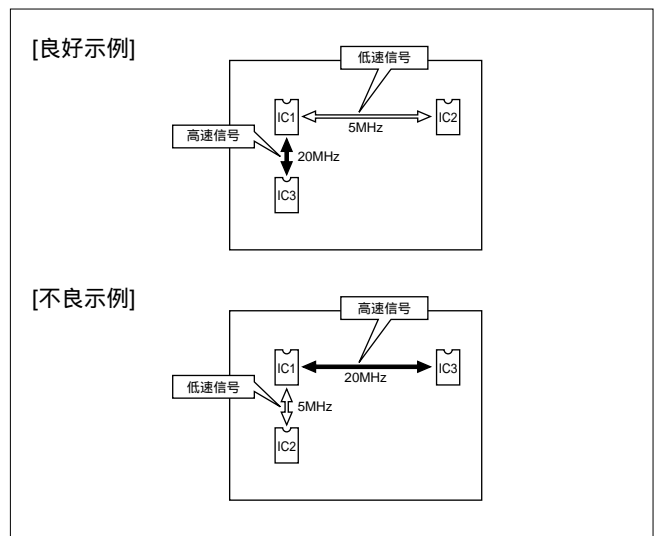 [良好示例]
低速信号
IC1
IC2
5MHz
高速信号
20MHz
IC3
[不良示例]
高速信号
IC1
IC3
20MHz
低速信号
5MHz
IC2